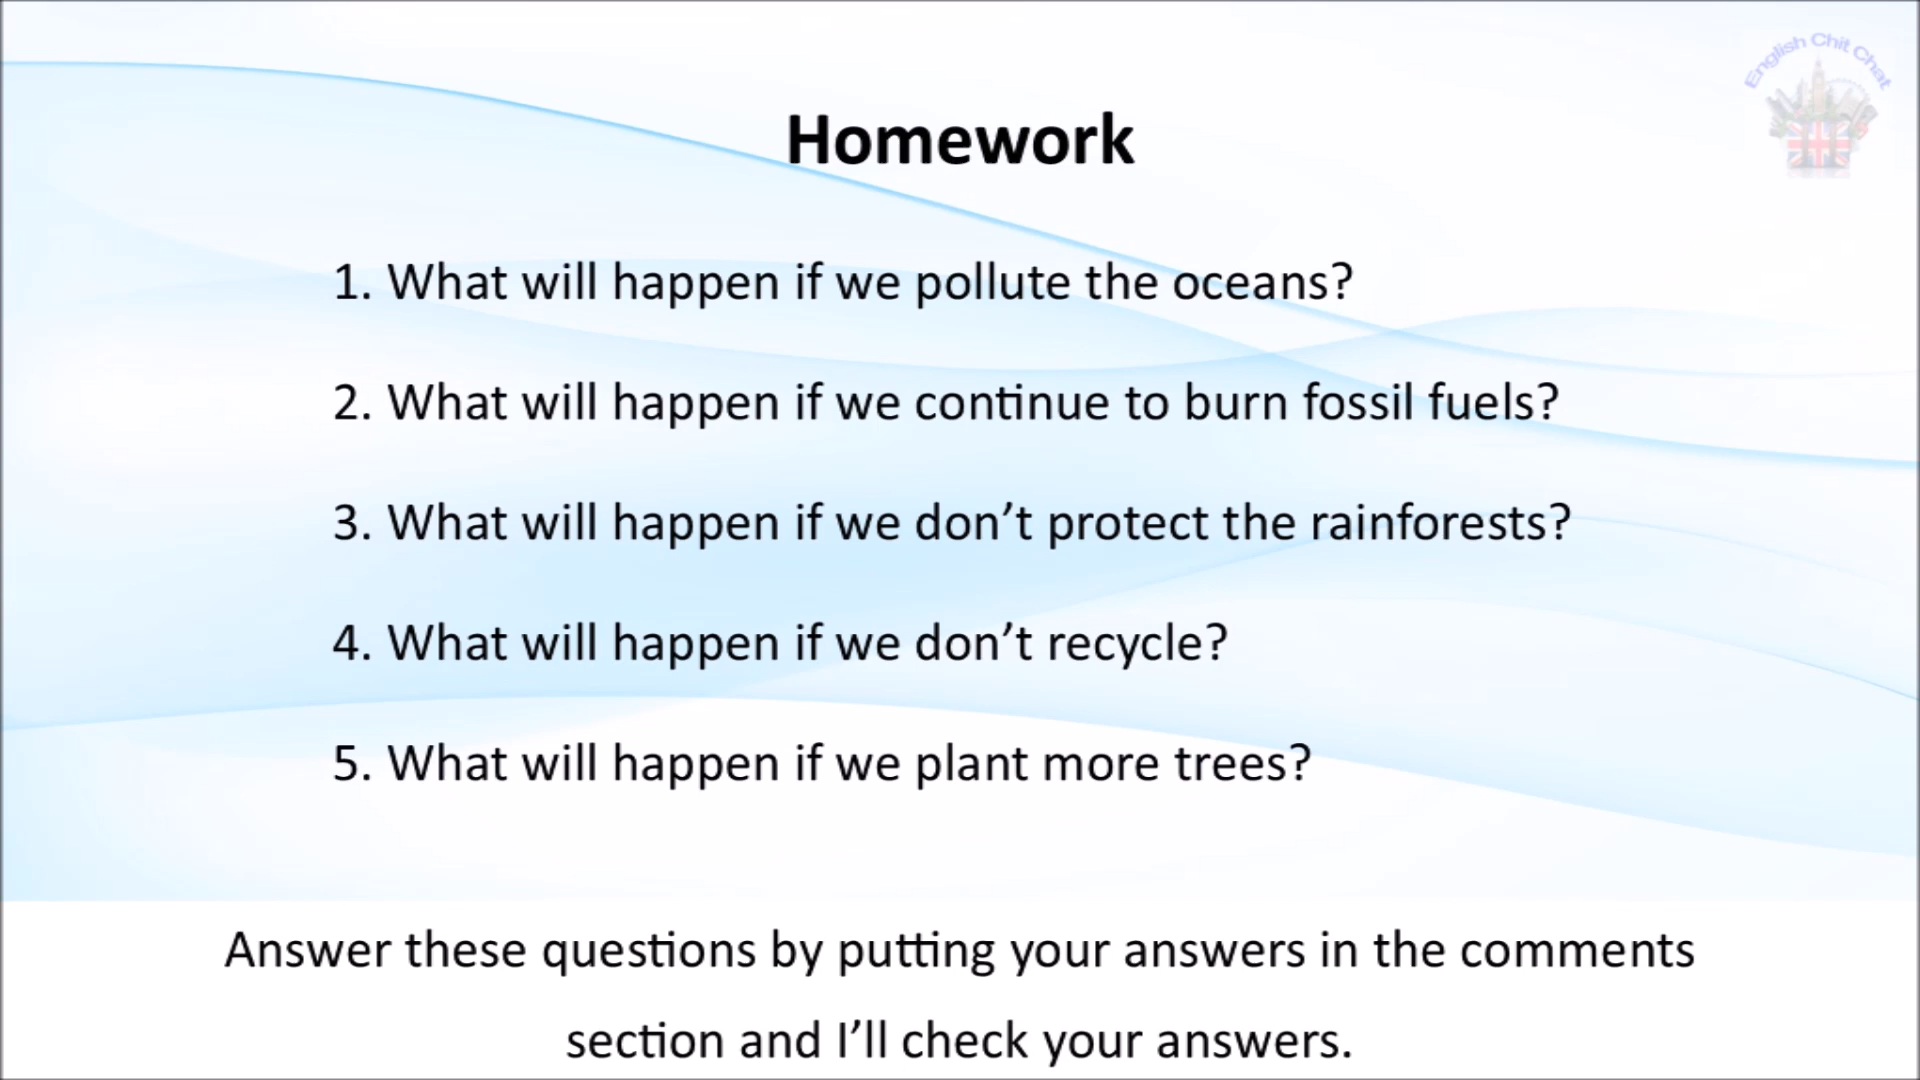 English Chit Chat
Homework
1. What will happen if we pollute the oceans?
2. What will happen if we continue to burn fossil fuels?
3. What will happen if we don’t protect the rainforests?
4. What will happen if we don’t recycle?
5. What will happen if we plant more trees?
Answer these questions by putting your answers in the comments
section and I’ll check your answers.